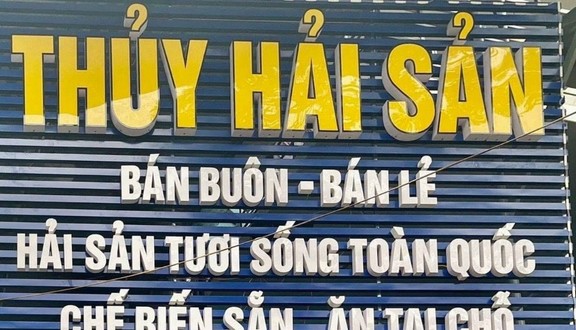 THỦY HẢI SẢN
BÁN BUÔN - BÁN LẺ
HẢI SẢN TƯƠI SỐNG TOÀN QUỐC
CHẾ BIẾN SẴN - ĂN TẠI CHỖ